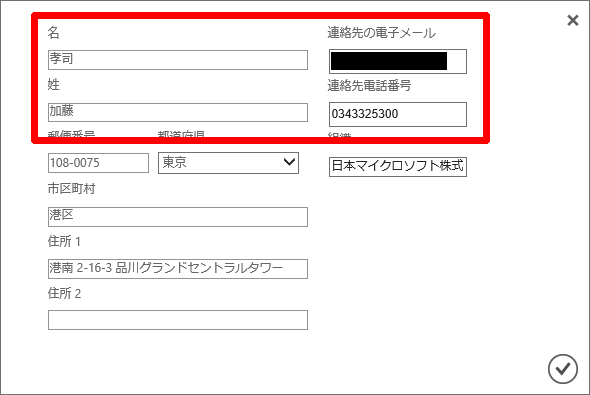 名
連絡先の電子メール
孝司
姓
連絡先電話番号
加藤
0343325300
郵便番号
都道府県
組織
108-0075
東京
日本マイクロソフト株式
市区町村
港区
住所 1
港南 2-16-3 品川グランドセントラルタワー
住所 2